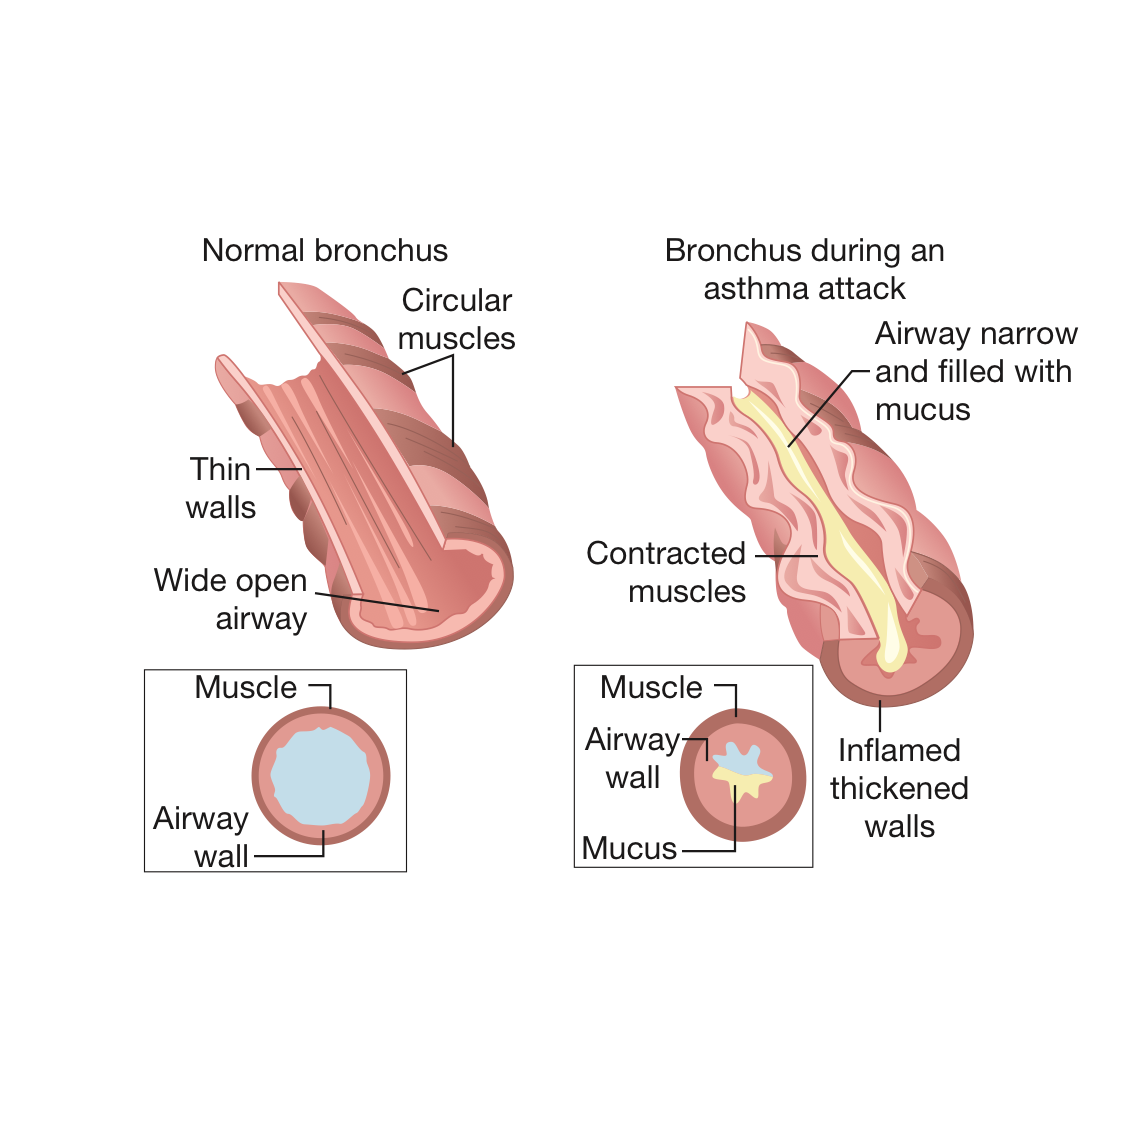 Normal bronchus
Circular
muscles
Thin
walls
Wide open
airway
Muscle
Airway
wall
Bronchus during an
asthma attack
Airway narrow
and filled with
mucus
Contracted
muscles
Muscle
Airway
wall
Mucus
Inflamed
thickened
walls